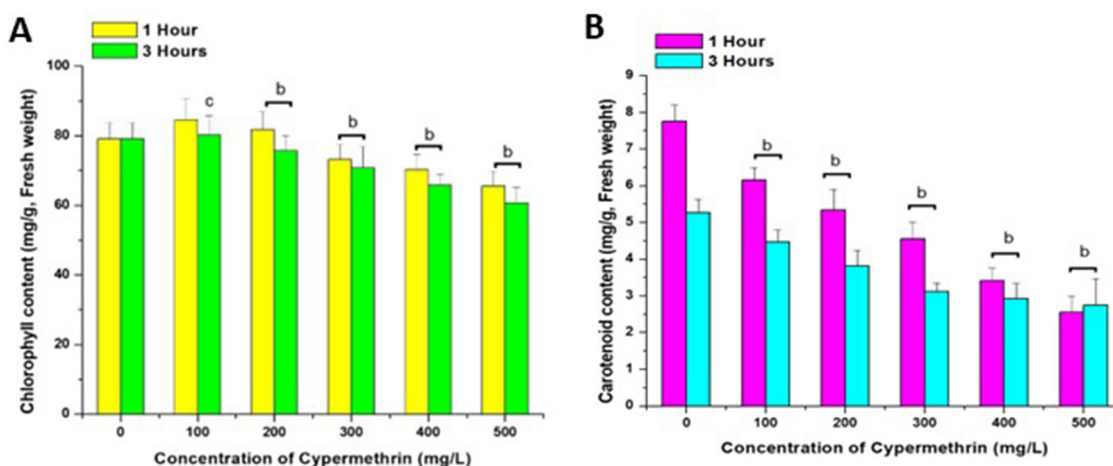 A
1 Hour
3 Hours
Chlorophyll content (mg/g, Fresh weight)
100
80
60
40
20
0
c
b
b
b
b
0 100 200 300 400 500
Concentration of Cypermethrin (mg/L)
B
1 Hour
3 Hours
Carotenoid content (mg/g, Fresh weight)
9
8
7
6
5
4
3
2
1
0
b
b
b
b
b
0 100 200 300 400 500
Concentration of Cypermethrin (mg/L)